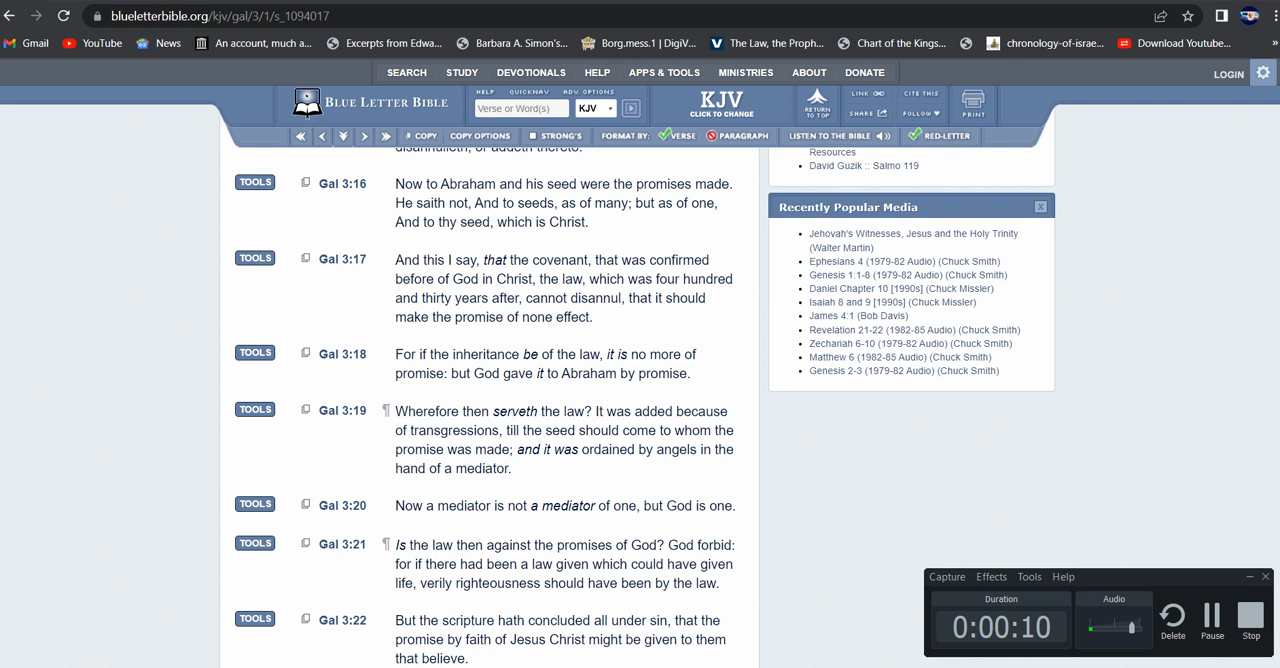 blueletterbible.org/kjv/gal/3/1/s_1094017
Gmail YouTube News An account, much a... Excerpts from Edwa... Barbara A. Simon's... Borg.mess.1 | DigiV... The Law, the Proph... Chart of the Kings... chronology-of-israe... Download Youtube... »
SEARCH STUDY DEVOTIONALS HELP APPS & TOOLS MINISTRIES ABOUT DONATE LOGIN
HELP QUICKNAV ADV OPTIONS
BLUE LETTER BIBLE
Verse or Word(s) KJV
KJV
CLICK TO CHANGE
RETURN TO TOP
LINK CITE THIS
SHARE FOLLOW PRINT
COPY COPY OPTIONS STRONG'S FORMAT BY: VERSE PARAGRAPH LISTEN TO THE BIBLE RED-LETTER
disannulleth, or addeth thereto.
TOOLS Gal 3:16 Now to Abraham and his seed were the promises made.
He saith not, And to seeds, as of many; but as of one,
And to thy seed, which is Christ.
TOOLS Gal 3:17 And this I say, that the covenant, that was confirmed
before of God in Christ, the law, which was four hundred
and thirty years after, cannot disannul, that it should
make the promise of none effect.
TOOLS Gal 3:18 For if the inheritance be of the law, it is no more of
promise: but God gave it to Abraham by promise.
TOOLS Gal 3:19 ¶ Wherefore then serveth the law? It was added because
of transgressions, till the seed should come to whom the
promise was made; and it was ordained by angels in the
hand of a mediator.
TOOLS Gal 3:20 Now a mediator is not a mediator of one, but God is one.
TOOLS Gal 3:21 ¶ Is the law then against the promises of God? God forbid:
for if there had been a law given which could have given
life, verily righteousness should have been by the law.
TOOLS Gal 3:22 But the scripture hath concluded all under sin, that the
promise by faith of Jesus Christ might be given to them
that believe.
Resources
• David Guzik :: Salmo 119
Recently Popular Media X
• Jehovah's Witnesses, Jesus and the Holy Trinity
(Walter Martin)
• Ephesians 4 (1979-82 Audio) (Chuck Smith)
• Genesis 1:1-8 (1979-82 Audio) (Chuck Smith)
• Daniel Chapter 10 [1990s] (Chuck Missler)
• Isaiah 8 and 9 [1990s] (Chuck Missler)
• James 4:1 (Bob Davis)
• Revelation 21-22 (1982-85 Audio) (Chuck Smith)
• Zechariah 6-10 (1979-82 Audio) (Chuck Smith)
• Matthew 6 (1982-85 Audio) (Chuck Smith)
• Genesis 2-3 (1979-82 Audio) (Chuck Smith)
Capture Effects Tools Help
Duration Audio
0:00:10
Delete Pause Stop